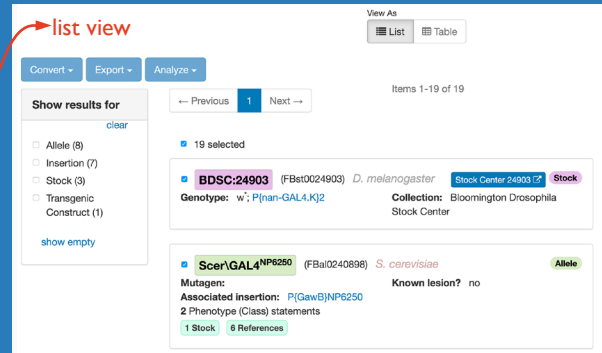 list view
View As
List Table
Convert Export Analyze
Items 1-19 of 19
Show results for
clear
Allele (8)
Insertion (7)
Stock (3)
Transgenic
Construct (1)
show empty
← Previous 1 Next →
19 selected
BDSC:24903 (FBst0024903) D. melanogaster Stock Center 24903 Stock
Genotype: w*; P{nan-GAL4.K}2 Collection: Bloomington Drosophila
Stock Center
Scer\GAL4NP6250 (FBal0240898) S. cerevisiae Allele
Mutagen: Known lesion? no
Associated insertion: P{GawB}NP6250
2 Phenotype (Class) statements
1 Stock 6 References